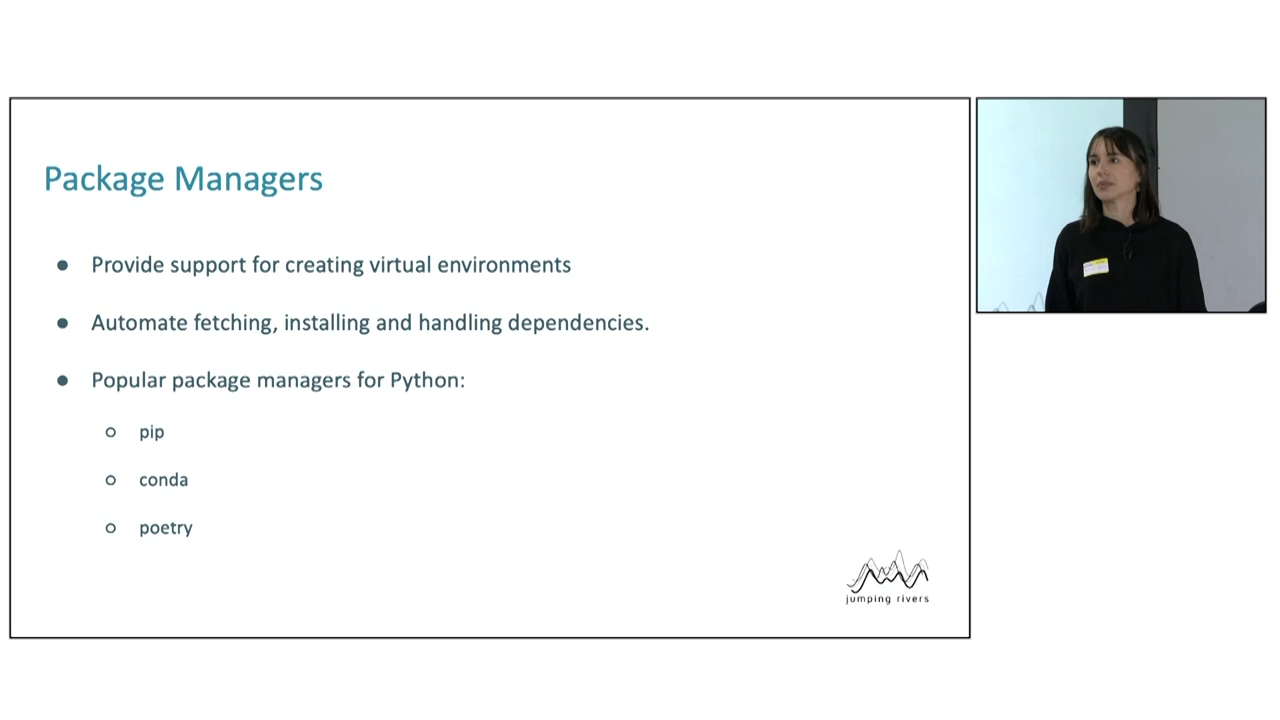 Package Managers
● Provide support for creating virtual environments
● Automate fetching, installing and handling dependencies.
● Popular package managers for Python:
○ pip
○ conda
○ poetry
jumping rivers